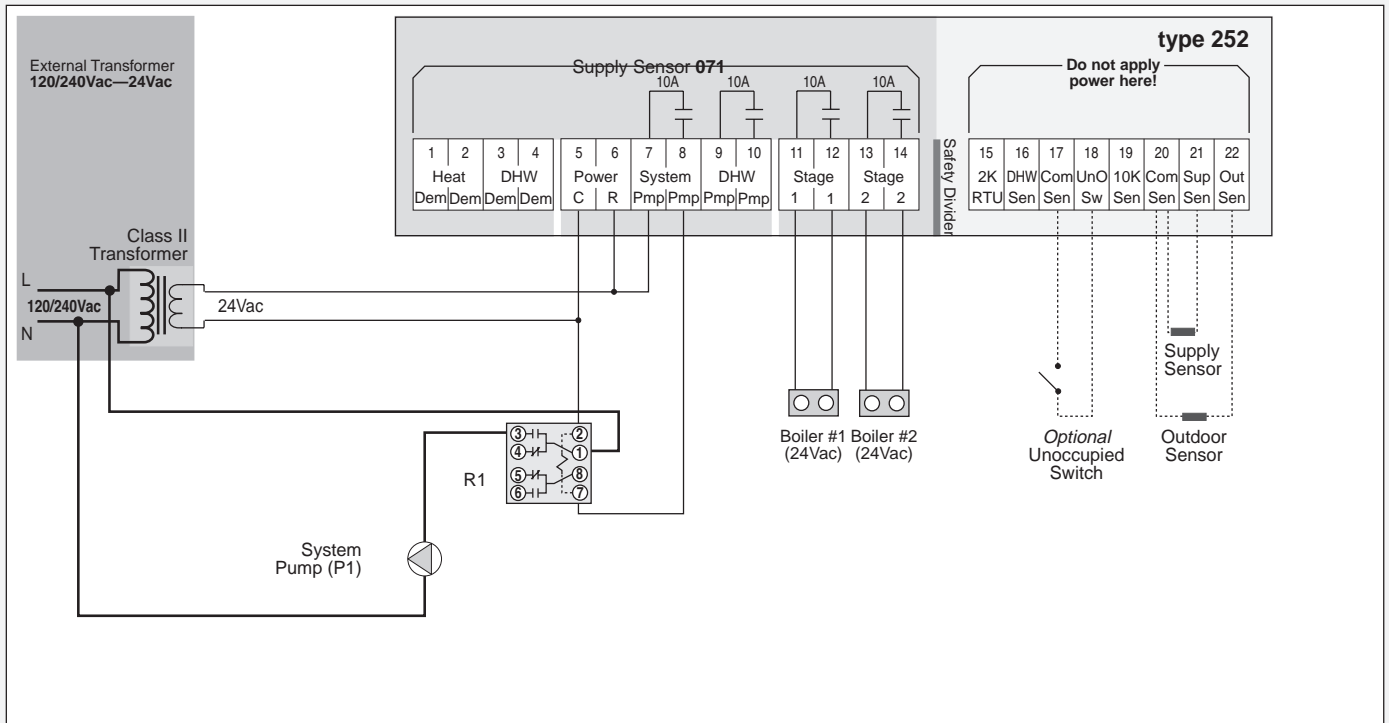 type 252
External Transformer
120/240Vac—24Vac
Supply Sensor 071
Do not apply
power here!
10A 10A 10A 10A
1 2 3 4 5 6 7 8 9 10 11 12 13 14
Heat DHW Power System DHW Stage Stage
Dem Dem Dem Dem C R Pmp Pmp Pmp Pmp 1 1 2 2
Safety Divider
15 16 17 18 19 20 21 22
2K DHW Com UnO 10K Com Sup Out
RTU Sen Sen Sw Sen Sen Sen Sen
Class II
Transformer
L
120/240Vac
N
24Vac
Supply
Sensor
3 2
4 1
5 8
6 7
R1
Boiler #1
(24Vac)
Boiler #2
(24Vac)
Optional
Unoccupied
Switch
Outdoor
Sensor
System
Pump (P1)